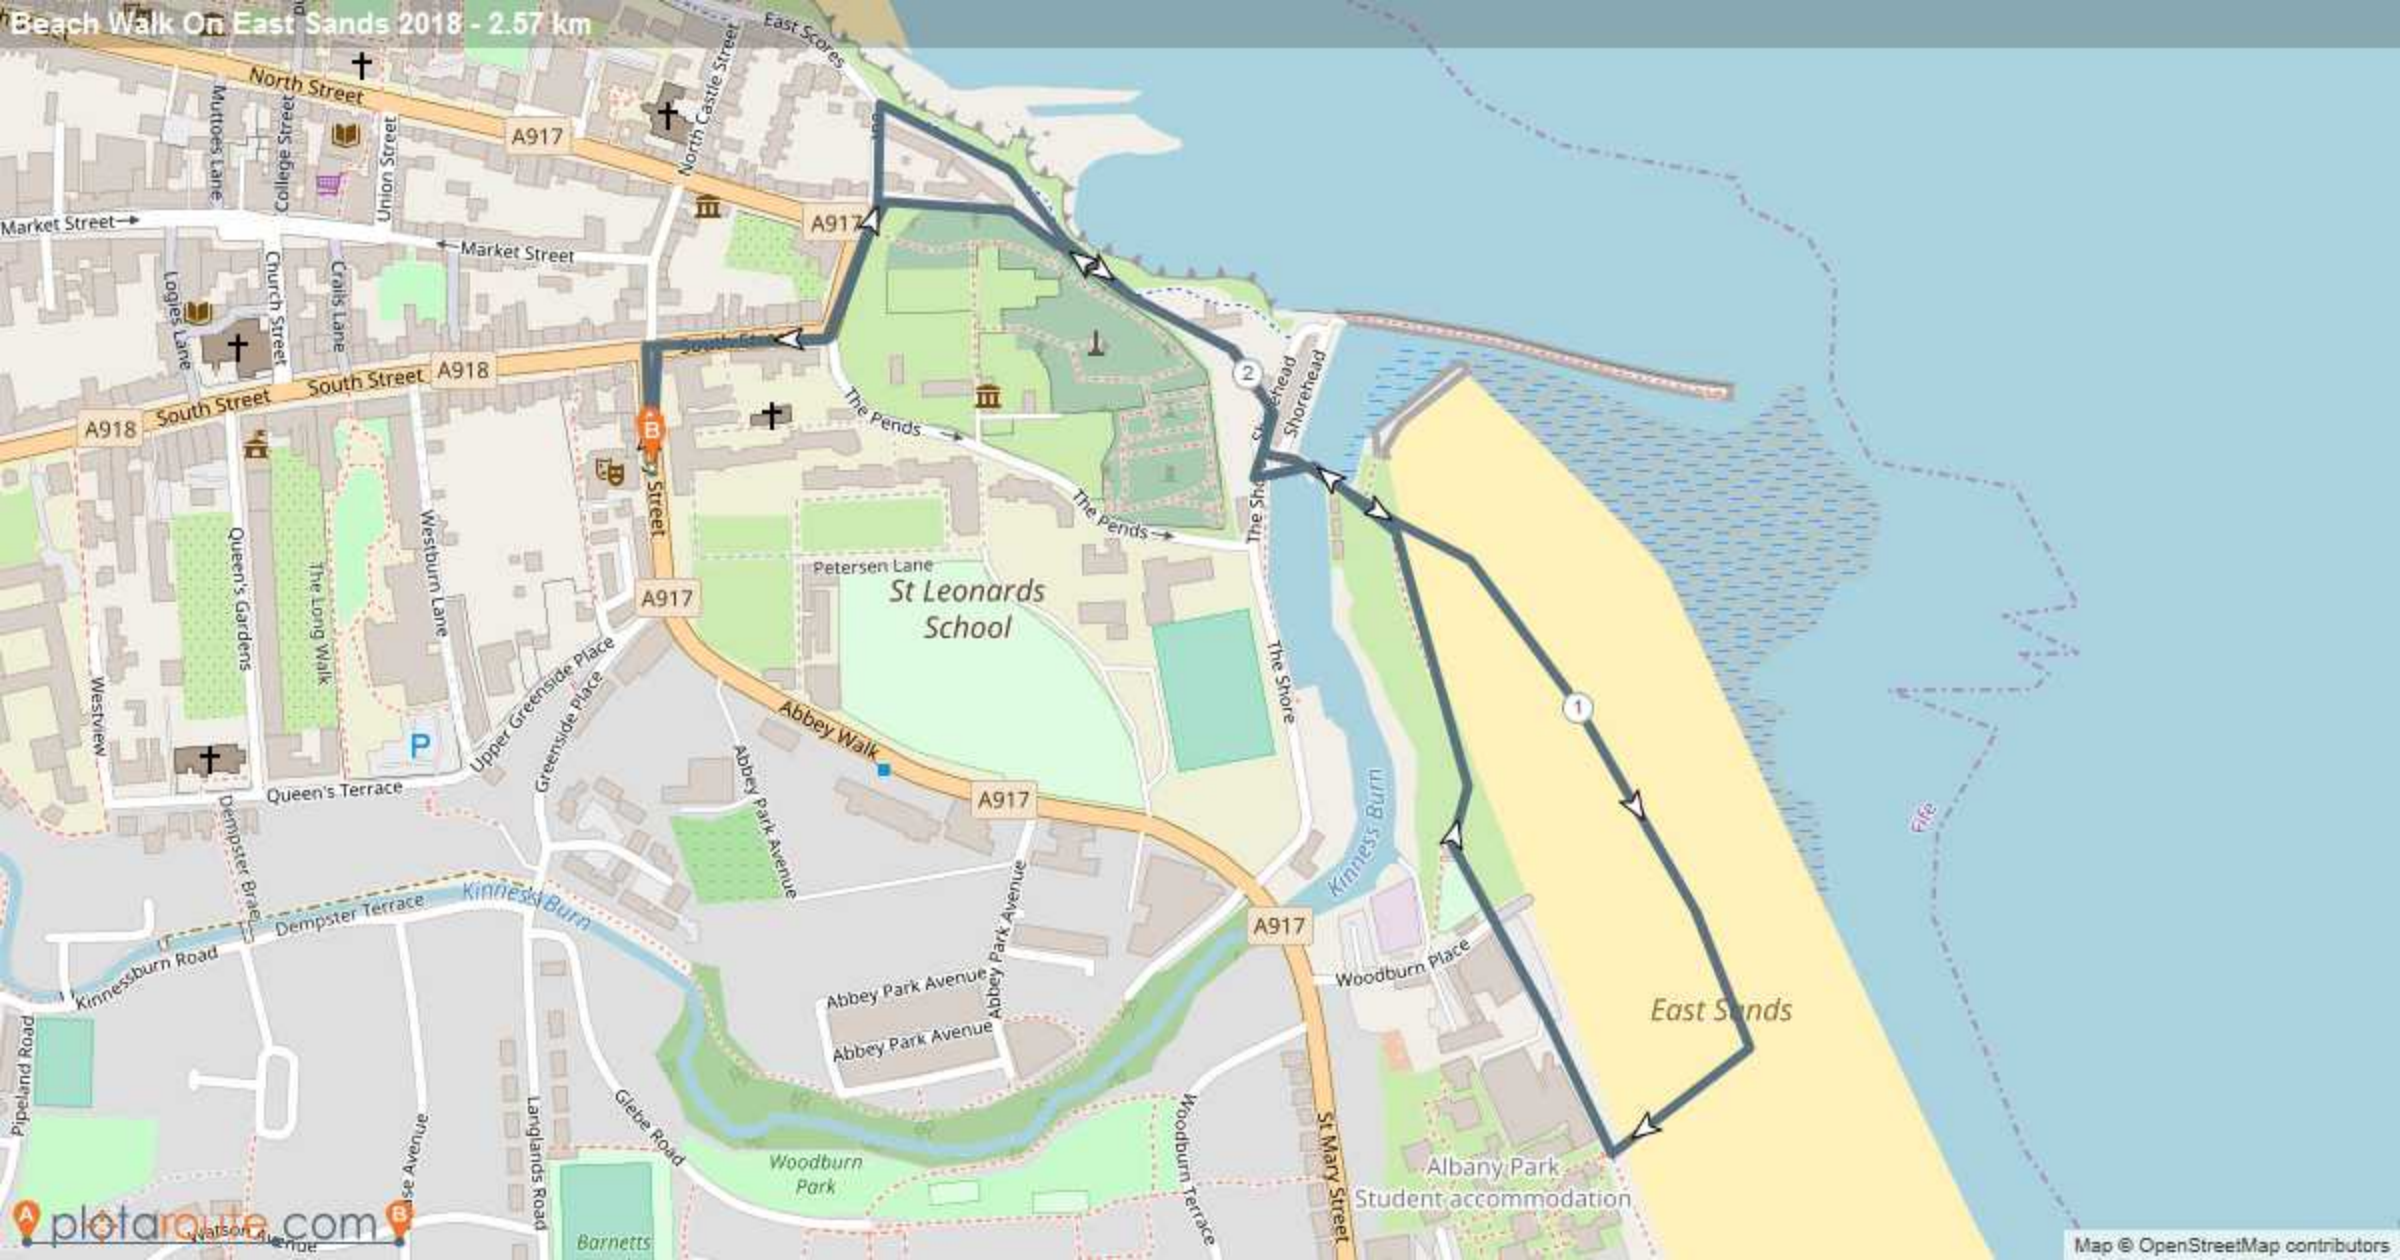 Beach Walk On East Sands 2018 - 2.57 km
East Scores
North Street
A917
Muttoes Lane
College Street
Union Street
North Castle Street
Market Street
A917
Market Street
Logies Lane
Church Street
Crails Lane
South Street
A918
South Street
A918
South Street
The Pends
Shorehead
2
B
Street
The Pends
The Shore
Westburn Lane
Queen's Gardens
The Long Walk
Petersen Lane
St Leonards
School
A917
The Shore
Westview
Upper Greenside Place
Greenside Place
Abbey Walk
1
P
Queen's Terrace
Abbey Park Avenue
A917
Fife
Kinness Burn
Dempster Brae
Kinness Burn
Dempster Terrace
A917
Kinnessburn Road
Abbey Park Avenue
Woodburn Place
Abbey Park Avenue
East Sands
Abbey Park Avenue
Pipeland Road
Langlands Road
Glebe Road
Woodburn Terrace
St Mary Street
Woodburn
Park
Albany Park
Student accommodation
A plotaroute.com B
Watson Avenue
Barnetts
Map © OpenStreetMap contributors